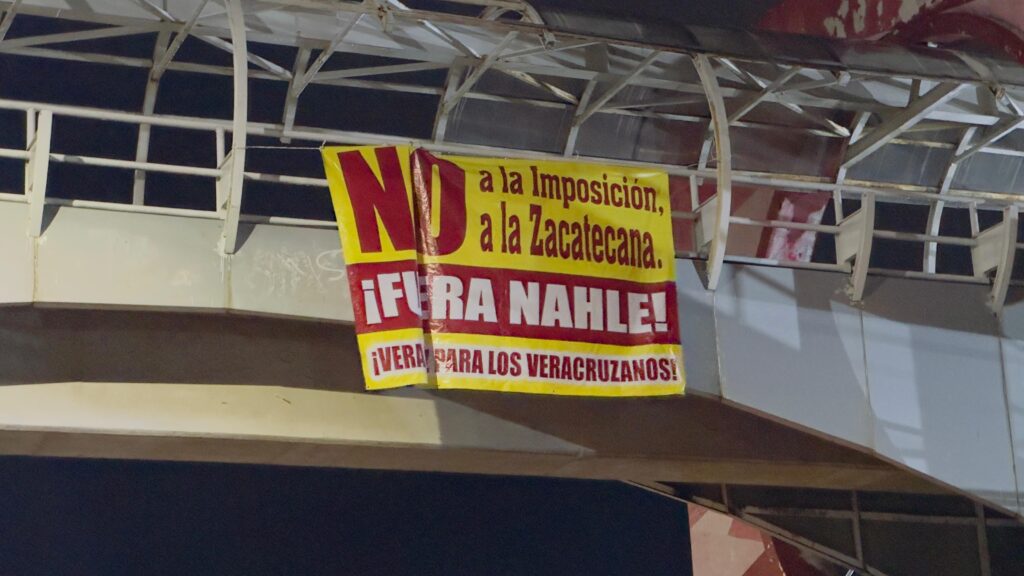 NO a la Imposición,
a la Zacatecana.
¡FUERA NAHLE!
¡VERA PARA LOS VERACRUZANOS!